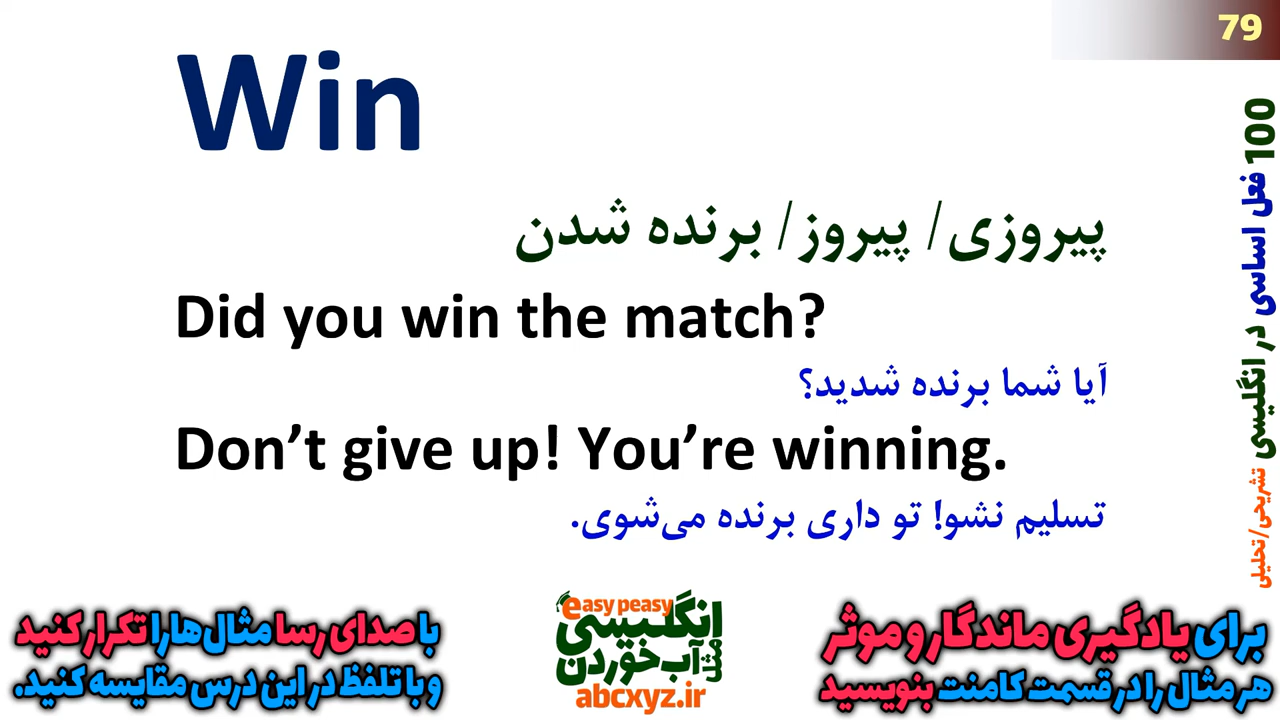 79
Win
پیروزی/ پیروز/ برنده شدن
Did you win the match?
آیا شما برنده شدید؟
Don’t give up! You’re winning.
تسلیم نشو! تو داری برنده می‌شوی.
100 فعل اساسی در انگلیسی تشریحی/تحلیلی
برای یادگیری ماندگار و موثر
هر مثال را در قسمت کامنت بنویسید
easy peasy
انگلیسی
مثل آب خوردن
abcxyz.ir
با صدای رسا مثال‌ها را تکرار کنید
و با تلفظ در این درس مقایسه کنید.